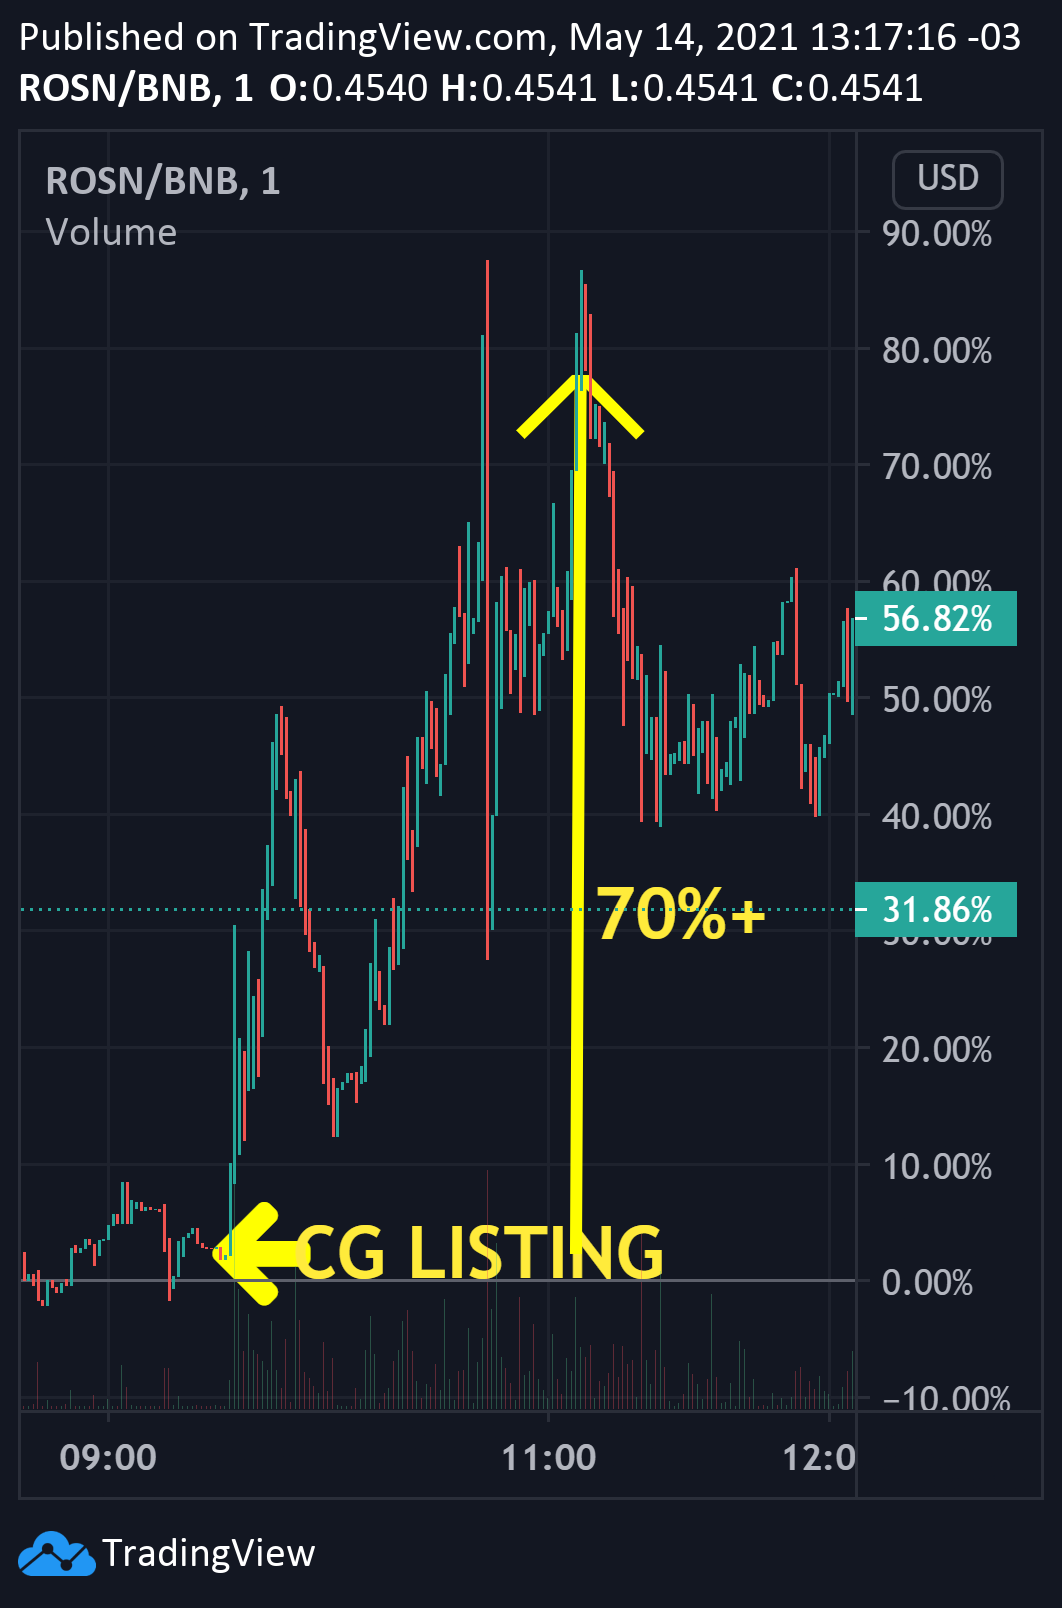 Published on TradingView.com, May 14, 2021 13:17:16 -03
ROSN/BNB, 1 O:0.4540 H:0.4541 L:0.4541 C:0.4541
ROSN/BNB, 1
USD
Volume
90.00%
80.00%
70.00%
60.00%
56.82%
50.00%
40.00%
70%+
31.86%
30.00%
20.00%
10.00%
CG LISTING
0.00%
−10.00%
09:00
11:00
12:0
TradingView